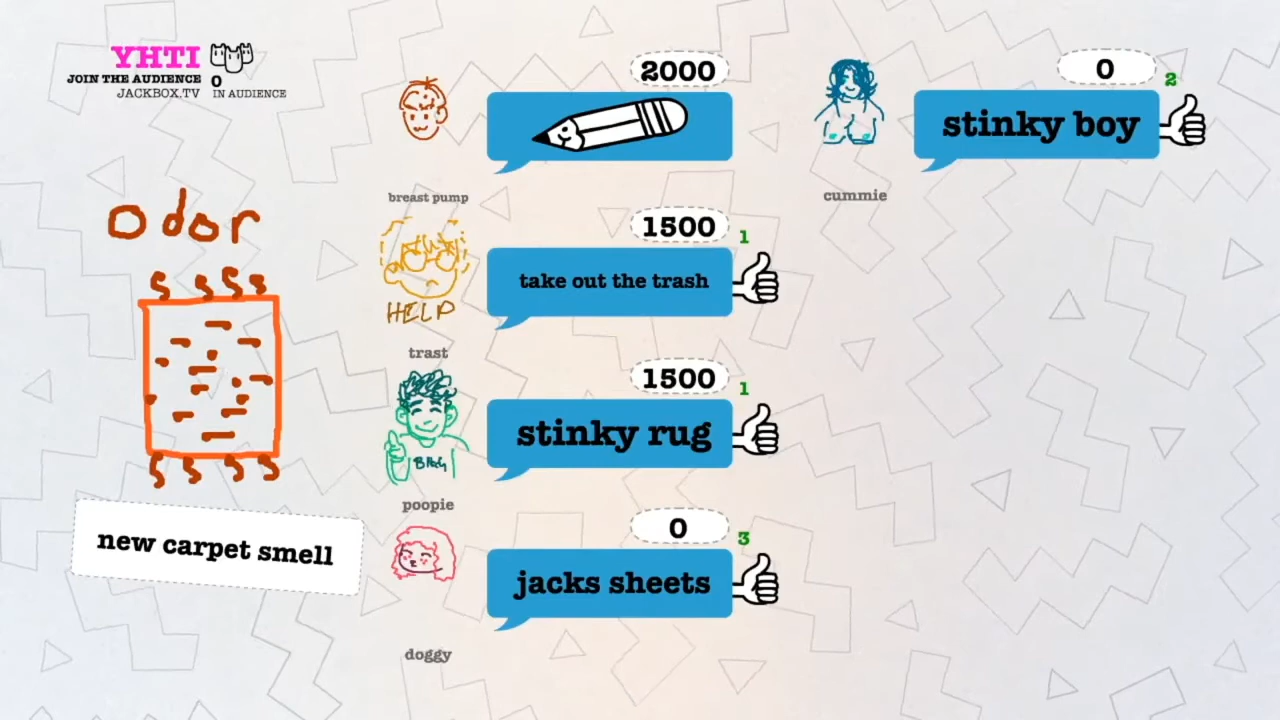 YHTI
JOIN THE AUDIENCE
JACKBOX.TV
0
IN AUDIENCE
odor
new carpet smell
2000
breast pump
1500
1
take out the trash
HELP
trast
1500
1
stinky rug
poopie
0
3
jacks sheets
doggy
0
2
stinky boy
cummie